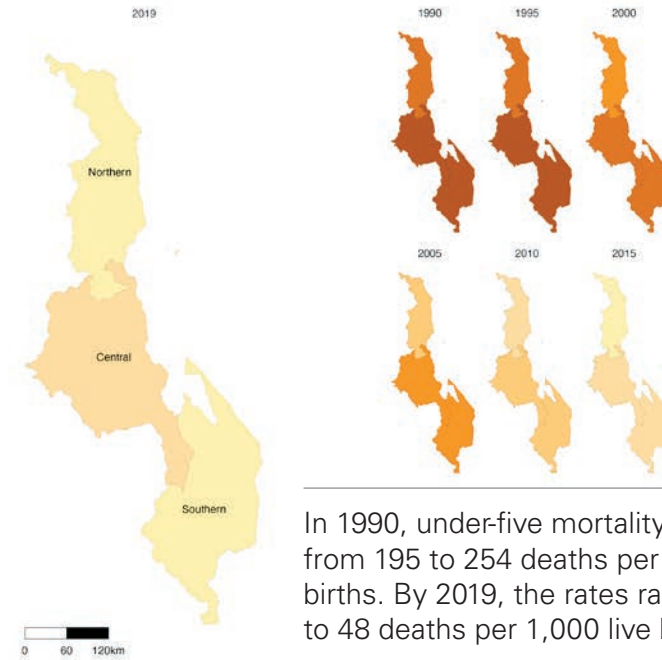 2019
Northern
Central
Southern
0 60 120km
1990 1995 2000
2005 2010 2015
In 1990, under-five mortality
from 195 to 254 deaths per
births. By 2019, the rates ra
to 48 deaths per 1,000 live